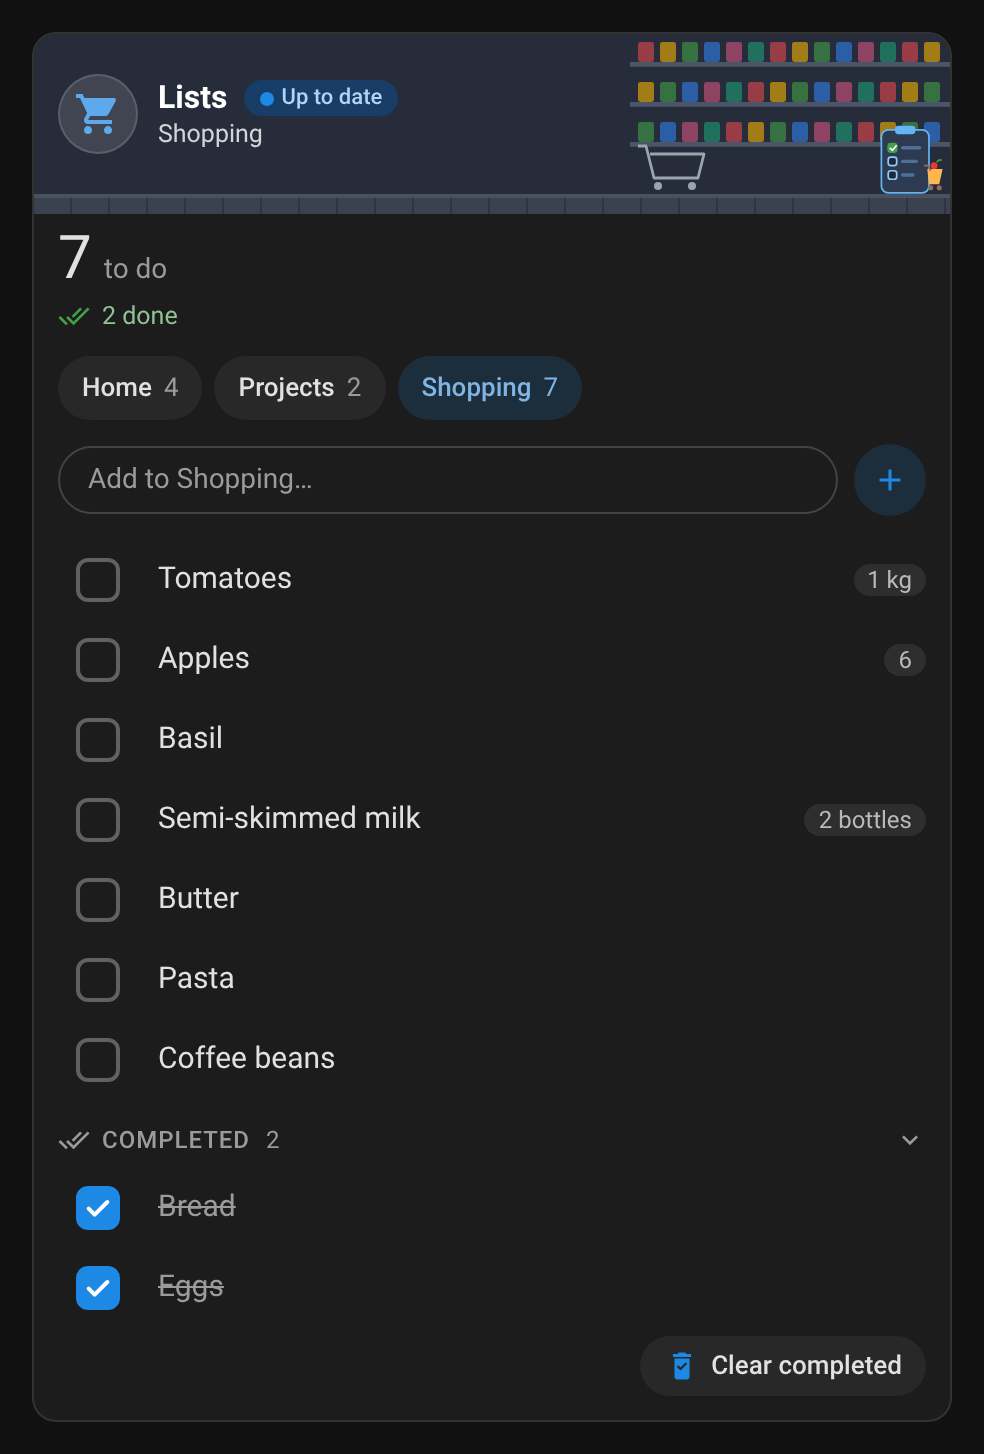 Lists Up to date
Shopping
7 to do
2 done
Home 4 Projects 2 Shopping 7
Add to Shopping...
Tomatoes 1 kg
Apples 6
Basil
Semi-skimmed milk 2 bottles
Butter
Pasta
Coffee beans
COMPLETED 2
Bread
Eggs
Clear completed